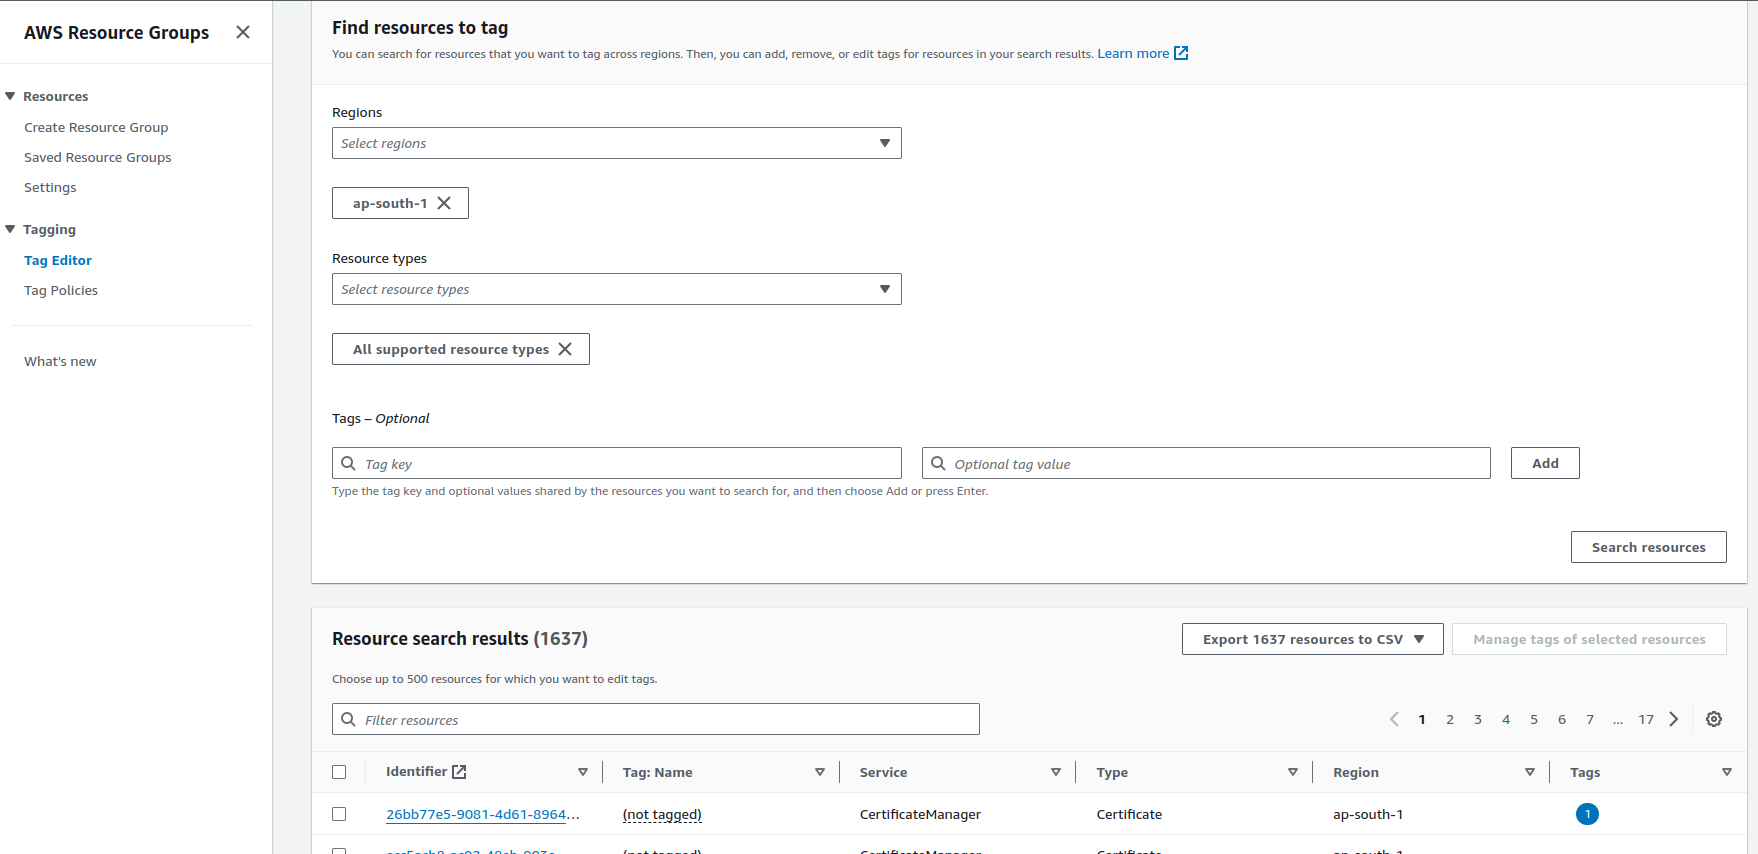 AWS Resource Groups
Resources
Create Resource Group
Saved Resource Groups
Settings
Tagging
Tag Editor
Tag Policies
What's new
Find resources to tag
You can search for resources that you want to tag across regions. Then, you can add, remove, or edit tags for resources in your search results. Learn more
Regions
Select regions
ap-south-1
Resource types
Select resource types
All supported resource types
Tags – Optional
Tag key
Optional tag value
Add
Type the tag key and optional values shared by the resources you want to search for, and then choose Add or press Enter.
Search resources
Resource search results (1637)
Export 1637 resources to CSV
Manage tags of selected resources
Choose up to 500 resources for which you want to edit tags.
Filter resources
1 2 3 4 5 6 7 ... 17
Identifier Tag: Name Service Type Region Tags
26bb77e5-9081-4d61-8964... (not tagged) CertificateManager Certificate ap-south-1 1
(not tagged) CertificateManager Certificate ap-south-1